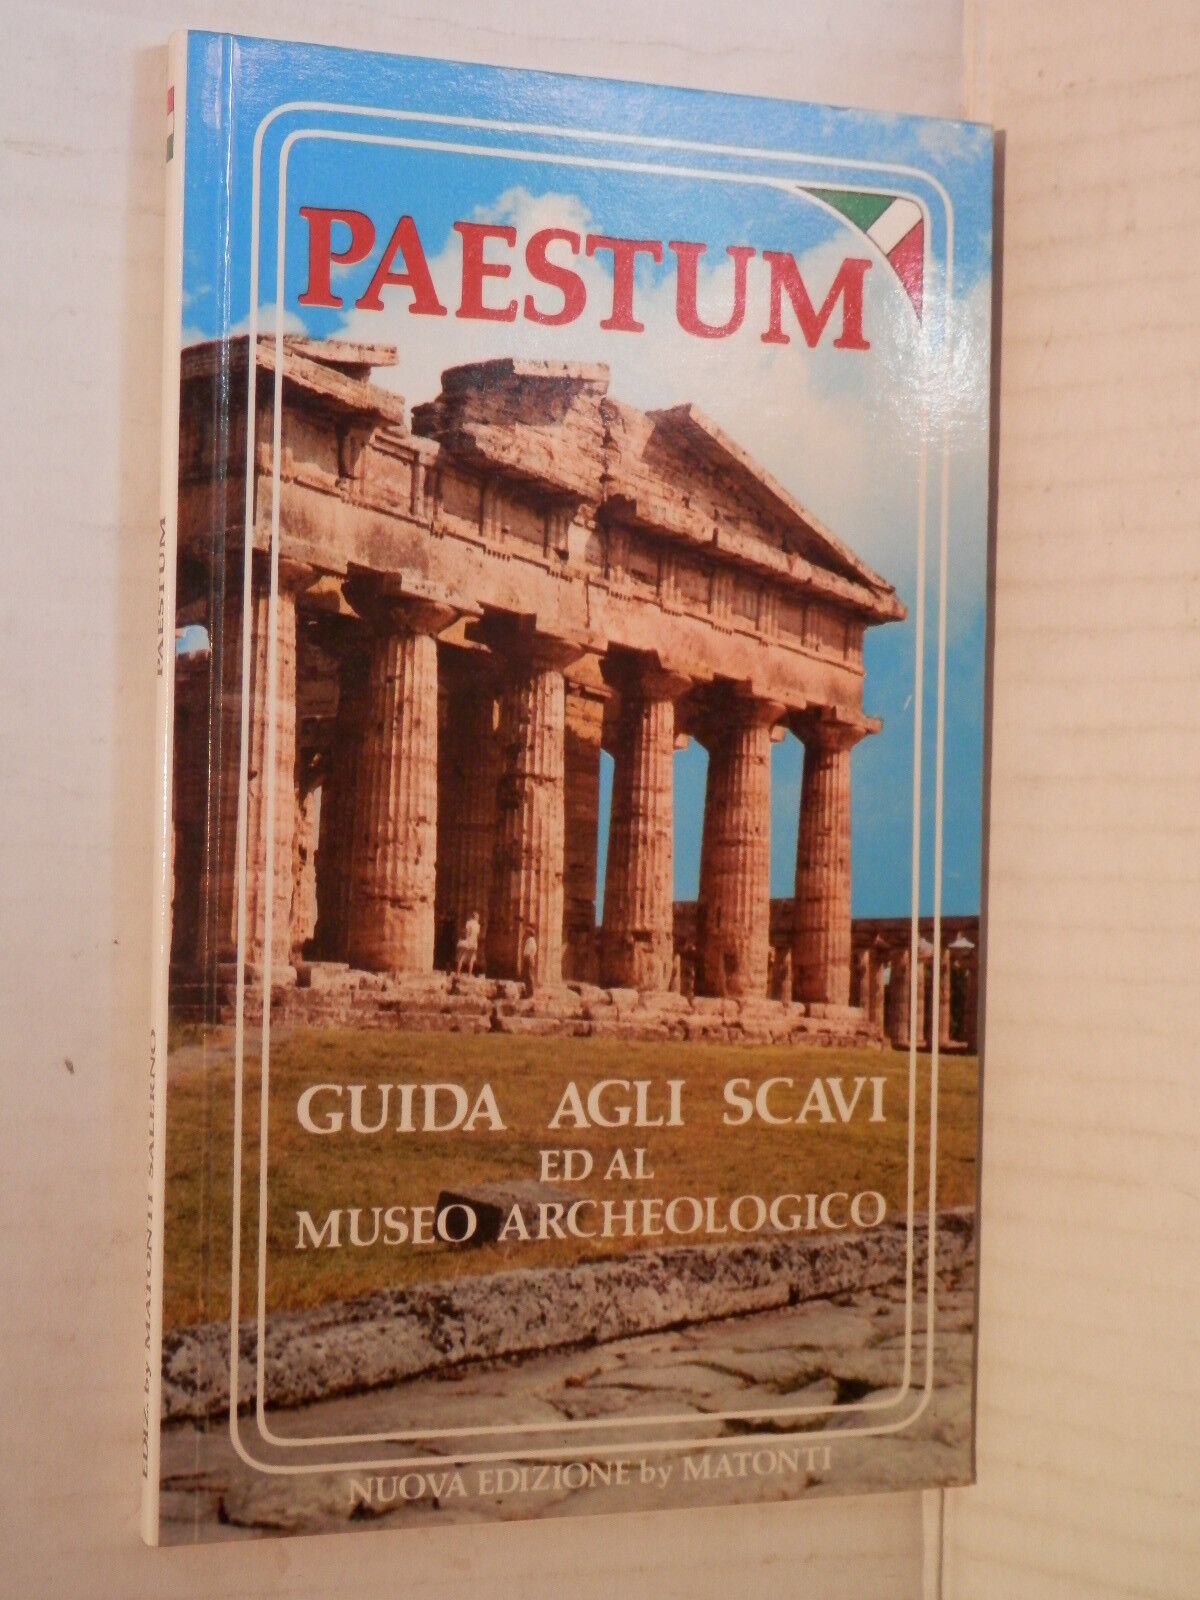 PAESTUM
GUIDA AGLI SCAVI
ED AL
MUSEO ARCHEOLOGICO
NUOVA EDIZIONE by MATONTI
PAESTUM
EDIZ. by MATONTI SALERNO